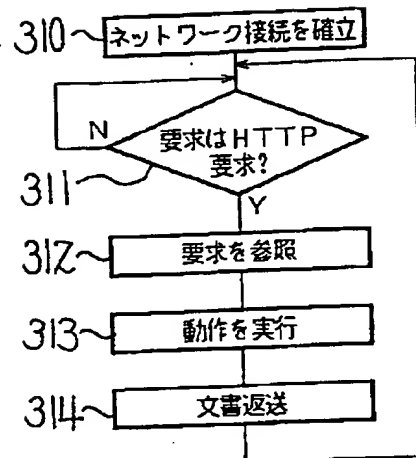 310 ネットワーク接続を確立
N 要求はHTTP
要求?
311
Y
312 要求を参照
313 動作を実行
314 文書返送